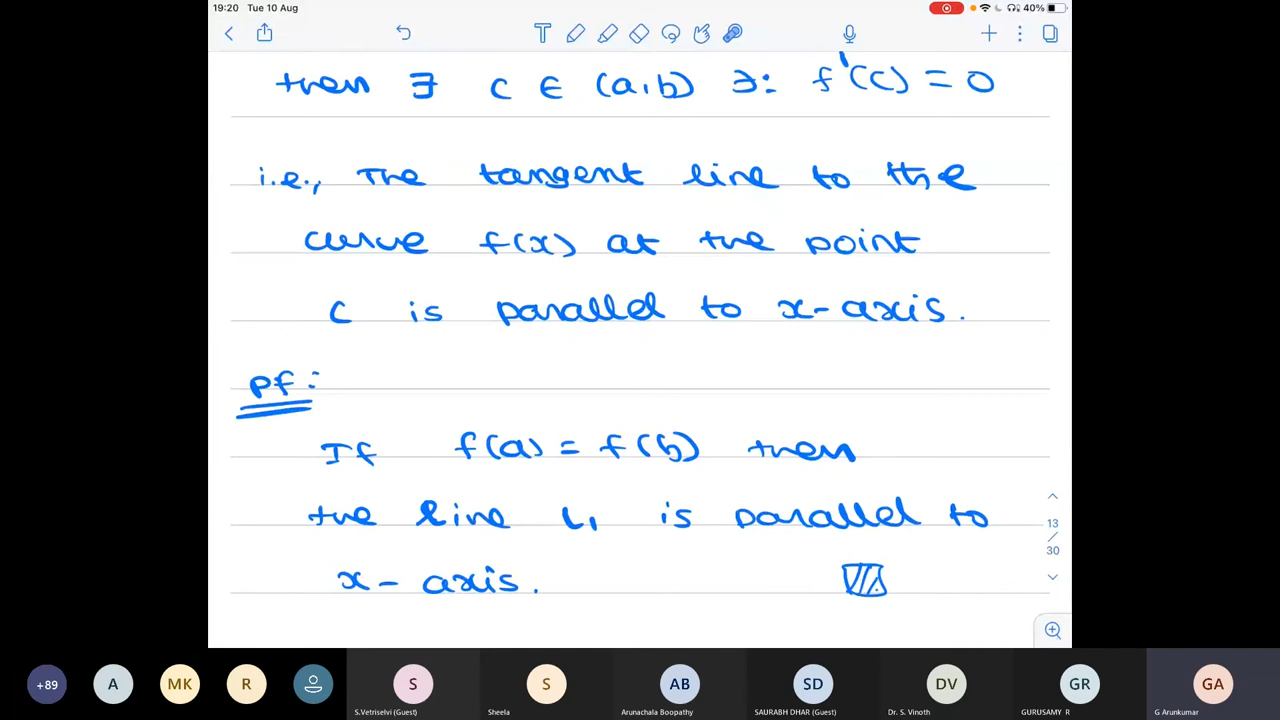 19:20 Tue 10 Aug
40%
then ∃ c ∈ (a,b) ∋: f'(c) = 0
i.e., The tangent line to the
curve f(x) at the point
c is parallel to x-axis.
pf:
If f(a) = f(b) then
the line L₁ is parallel to
x-axis.
13
/
30
+89
A
MK
R
S
S
AB
SD
DV
GR
GA
S.Vetriselvi (Guest)
Sheela
Arunachala Boopathy
SAURABH DHAR (Guest)
Dr. S. Vinoth
GURUSAMY R
G Arunkumar